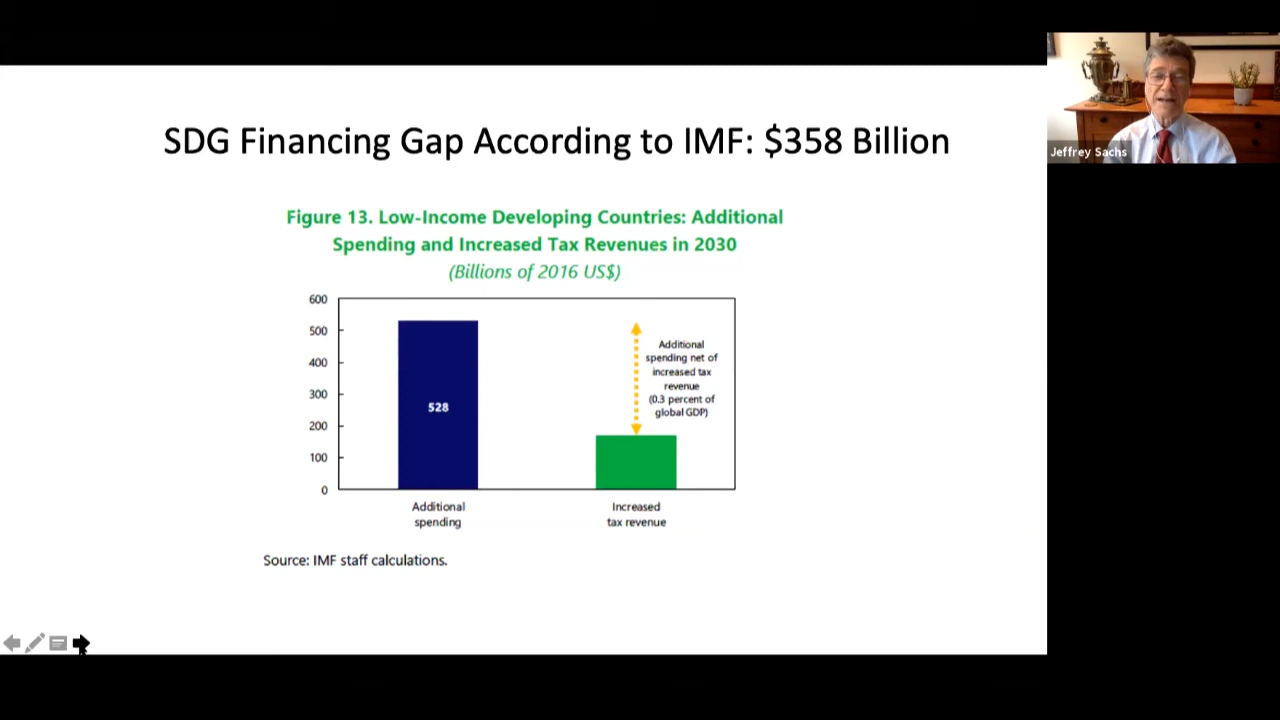 SDG Financing Gap According to IMF: $358 Billion
Jeffrey Sachs
Figure 13. Low-Income Developing Countries: Additional
Spending and Increased Tax Revenues in 2030
(Billions of 2016 US$)
600
500
400
300
200
100
0
528
Additional
spending net of
increased tax
revenue
(0.3 percent of
global GDP)
Additional
spending
Increased
tax revenue
Source: IMF staff calculations.